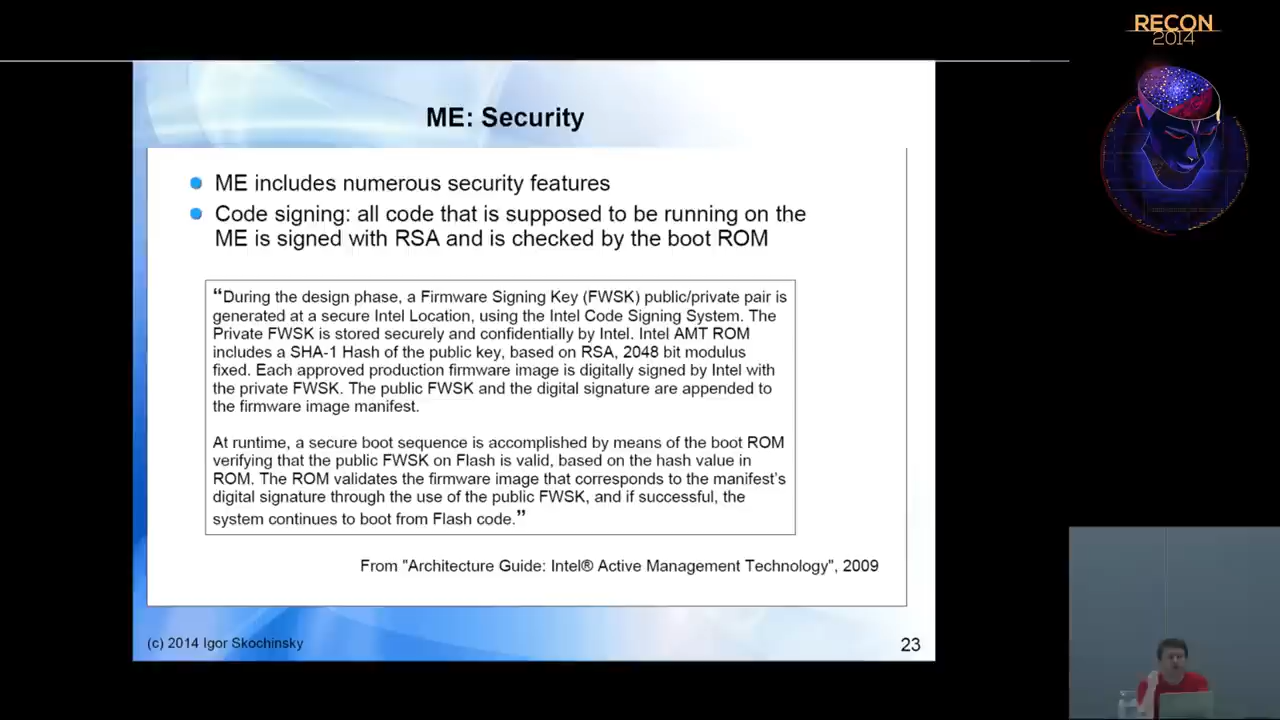 RECON
2014
ME: Security
ME includes numerous security features
Code signing: all code that is supposed to be running on the
ME is signed with RSA and is checked by the boot ROM
“During the design phase, a Firmware Signing Key (FWSK) public/private pair is
generated at a secure Intel Location, using the Intel Code Signing System. The
Private FWSK is stored securely and confidentially by Intel. Intel AMT ROM
includes a SHA-1 Hash of the public key, based on RSA, 2048 bit modulus
fixed. Each approved production firmware image is digitally signed by Intel with
the private FWSK. The public FWSK and the digital signature are appended to
the firmware image manifest.
At runtime, a secure boot sequence is accomplished by means of the boot ROM
verifying that the public FWSK on Flash is valid, based on the hash value in
ROM. The ROM validates the firmware image that corresponds to the manifest's
digital signature through the use of the public FWSK, and if successful, the
system continues to boot from Flash code.”
From "Architecture Guide: Intel® Active Management Technology", 2009
(c) 2014 Igor Skochinsky
23